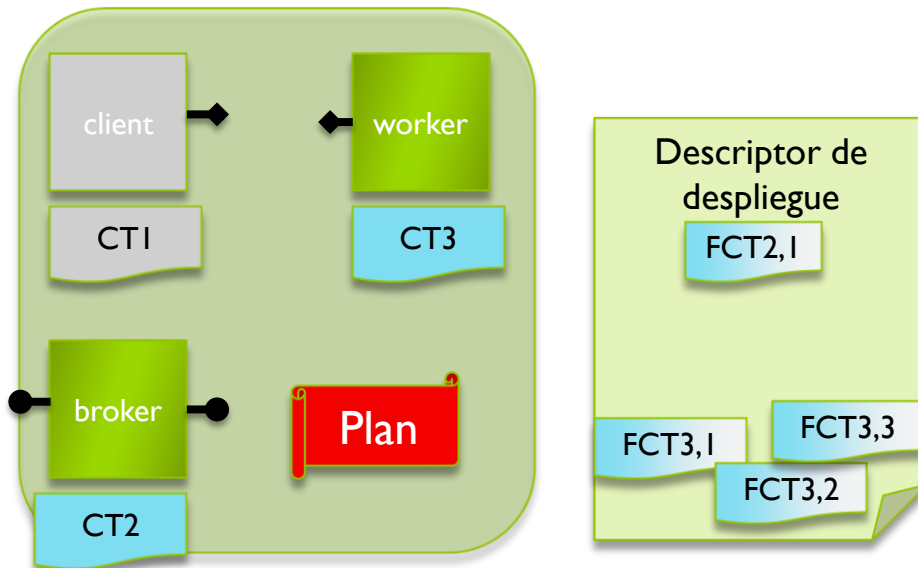 client
worker
CT1
CT3
broker
Plan
CT2
Descriptor de
despliegue
FCT2,1
FCT3,1
FCT3,3
FCT3,2